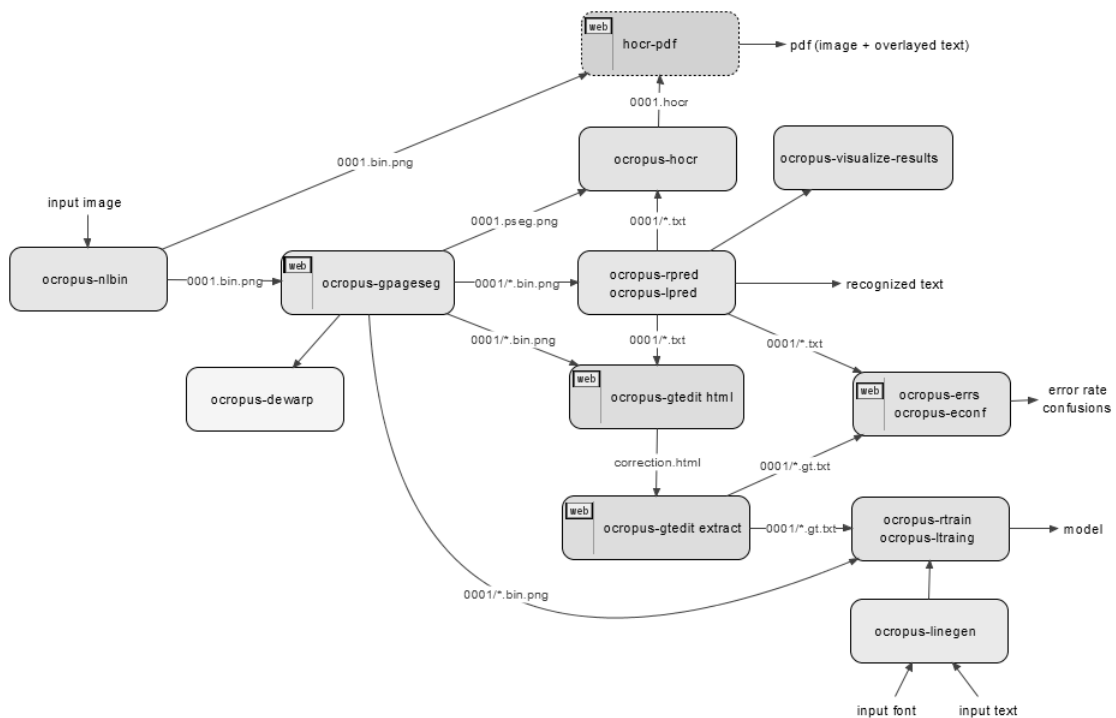 web
hocr-pdf
pdf (image + overlayed text)
0001.hocr
0001.bin.png
ocropus-hocr
ocropus-visualize-results
input image
0001.pseg.png
0001/*.txt
ocropus-nlbin
0001.bin.png
web
ocropus-gpageseg
0001/*.bin.png
ocropus-rpred
ocropus-lpred
recognized text
0001/*.bin.png
0001/*.txt
0001/*.txt
ocropus-dewarp
web
ocropus-gtedit html
web
ocropus-errs
ocropus-econf
error rate
confusions
correction.html
0001/*.gt.txt
web
ocropus-gtedit extract
0001/*.gt.txt
ocropus-rtrain
ocropus-ltraing
model
0001/*.bin.png
ocropus-linegen
input font
input text